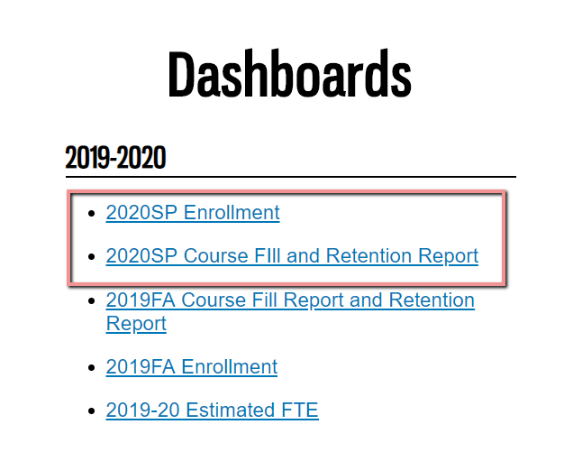 Dashboards
2019-2020
2020SP Enrollment
2020SP Course FIll and Retention Report
2019FA Course Fill Report and Retention
Report
2019FA Enrollment
2019-20 Estimated FTE